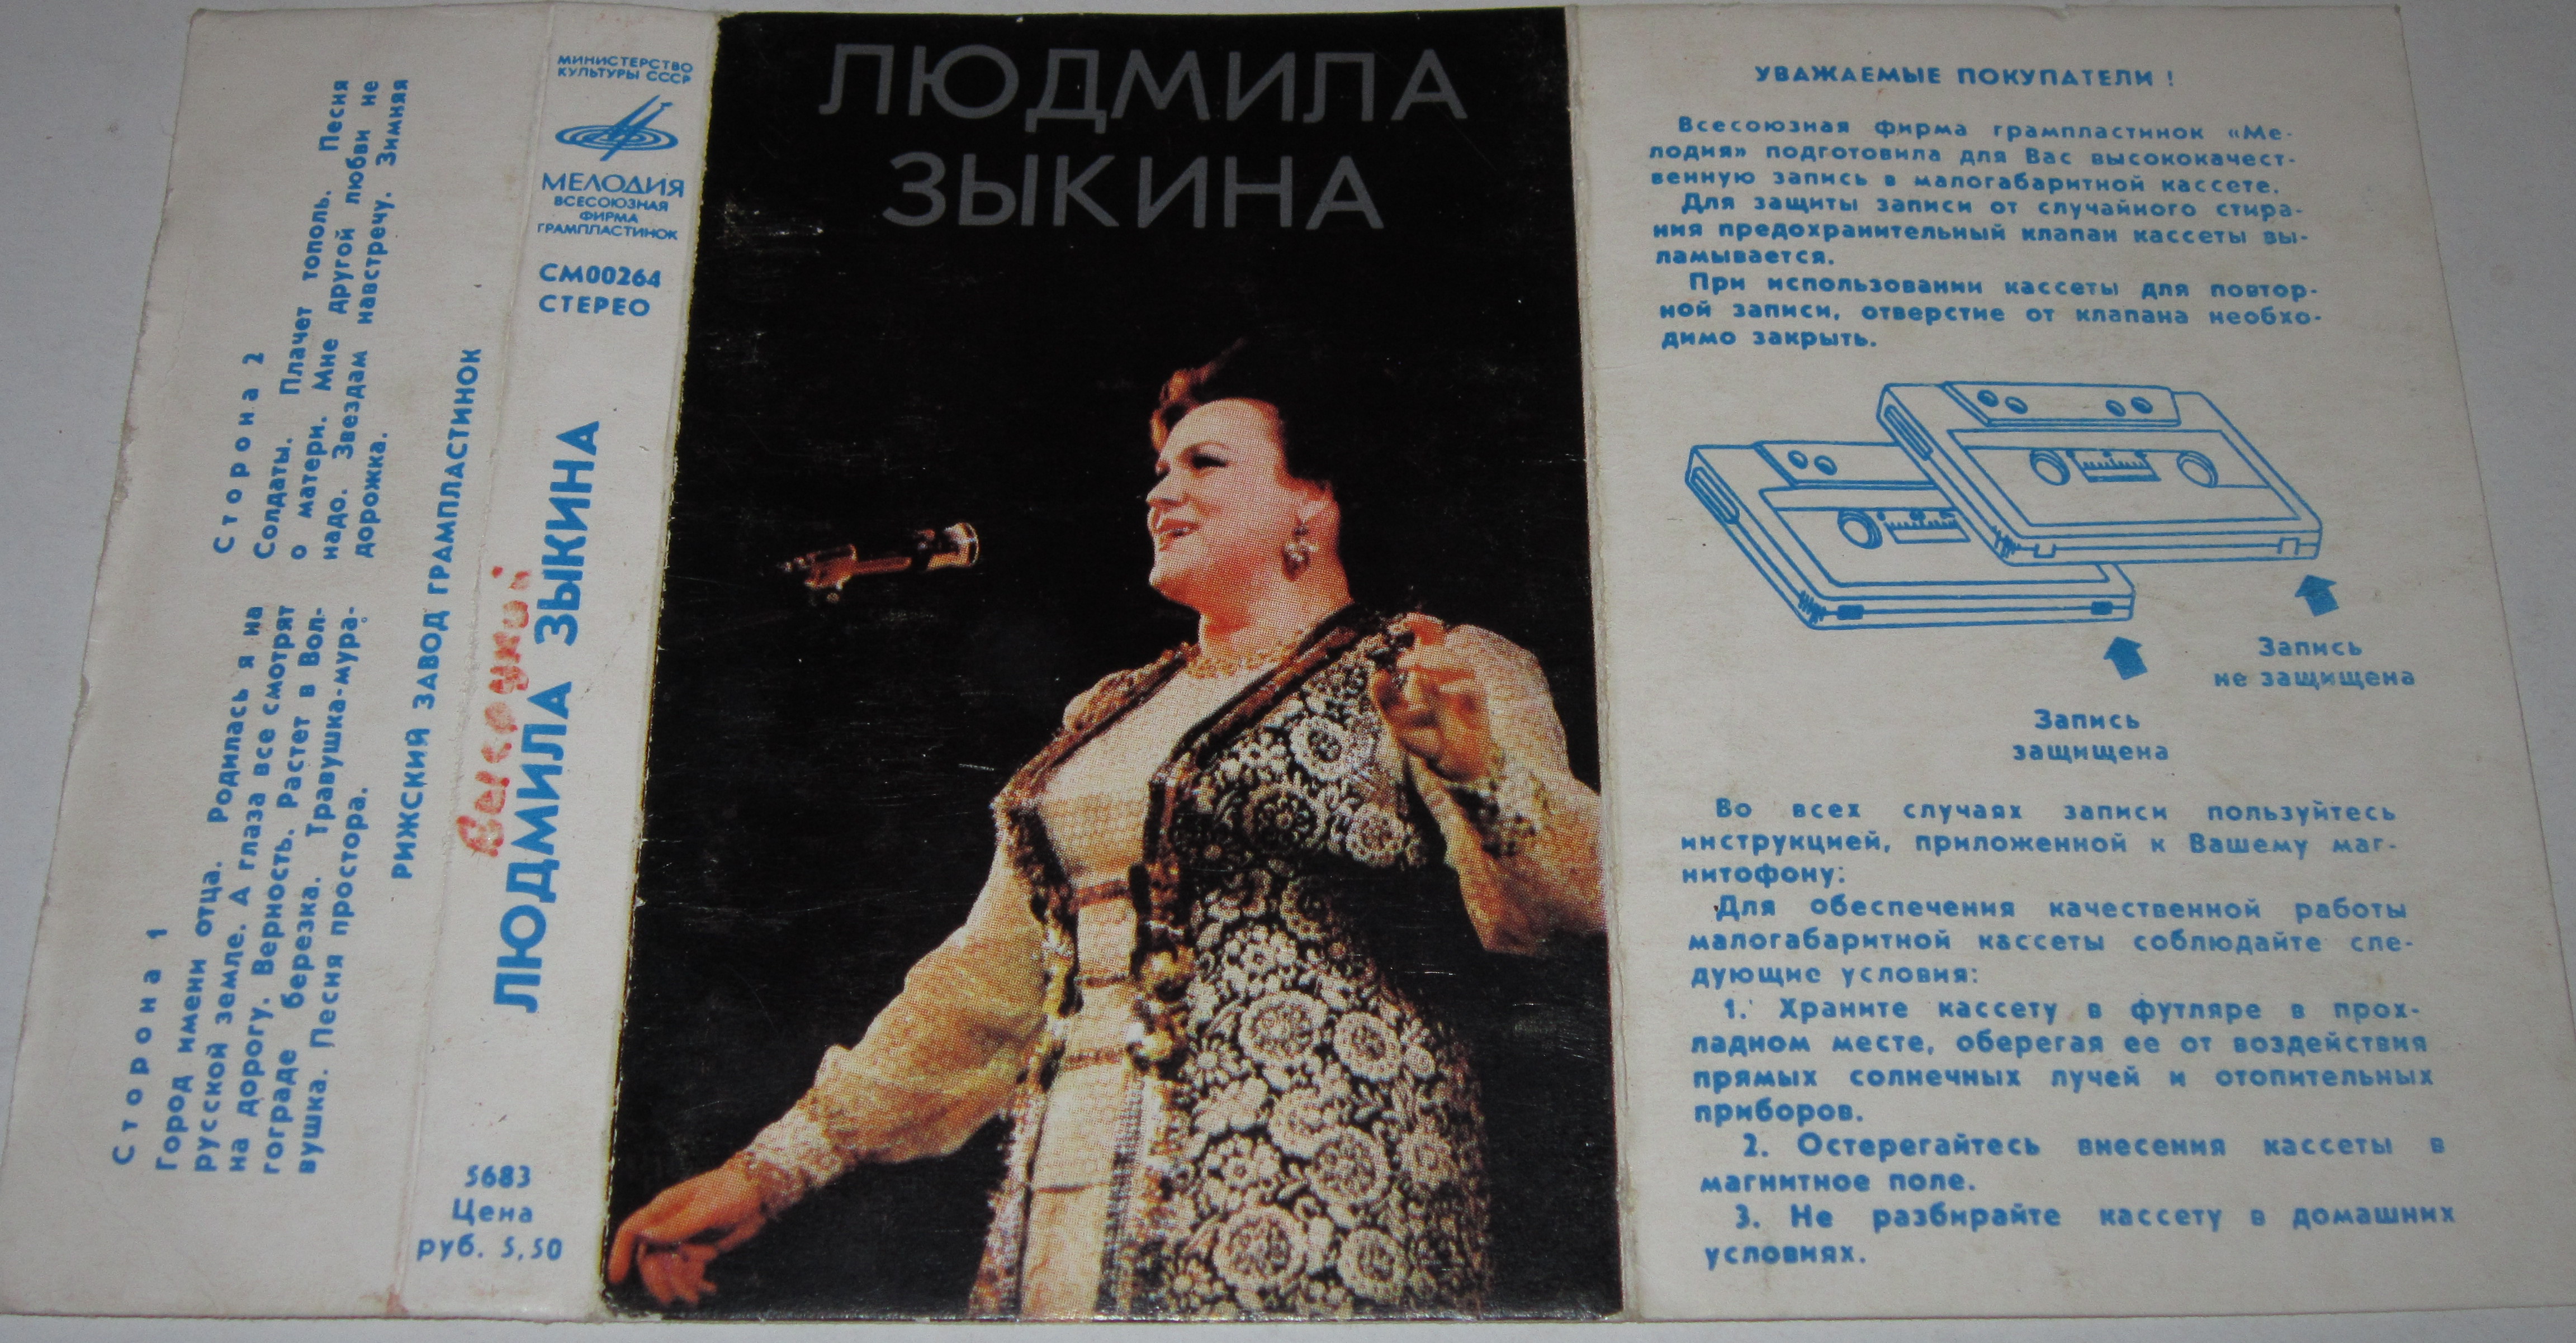 Сторона 1
Город имени отца. Родилась я на
русской земле. А глаза все смотрят
на дорогу. Верность. Растет в Вол-
гограде березка. Травушка-мура-
вушка. Песня простора.
Сторона 2
Солдаты. Плачет тополь. Песня
о матери. Мне другой любви не
надо. Звездам навстречу. Зимняя
дорожка.
РИЖСКИЙ ЗАВОД ГРАМПЛАСТИНОК
МИНИСТЕРСТВО
КУЛЬТУРЫ СССР
МЕЛОДИЯ
ВСЕСОЮЗНАЯ
ФИРМА
ГРАМПЛАСТИНОК
СМ00264
СТЕРЕО
Высоцкий
ЛЮДМИЛА ЗЫКИНА
5683
Цена
руб. 5,50
ЛЮДМИЛА
ЗЫКИНА
УВАЖАЕМЫЕ ПОКУПАТЕЛИ!
Всесоюзная фирма грампластинок «Ме-
лодия» подготовила для Вас высококачест-
венную запись в малогабаритной кассете.
Для защиты записи от случайного стира-
ния предохранительный клапан кассеты вы-
ламывается.
При использовании кассеты для повтор-
ной записи, отверстие от клапана необхо-
димо закрыть.
Запись
не защищена
Запись
защищена
Во всех случаях записи пользуйтесь
инструкцией, приложенной к Вашему маг-
нитофону:
Для обеспечения качественной работы
малогабаритной кассеты соблюдайте сле-
дующие условия:
1. Храните кассету в футляре в прох-
ладном месте, оберегая ее от воздействия
прямых солнечных лучей и отопительных
приборов.
2. Остерегайтесь внесения кассеты в
магнитное поле.
3. Не разбирайте кассету в домашних
условиях.